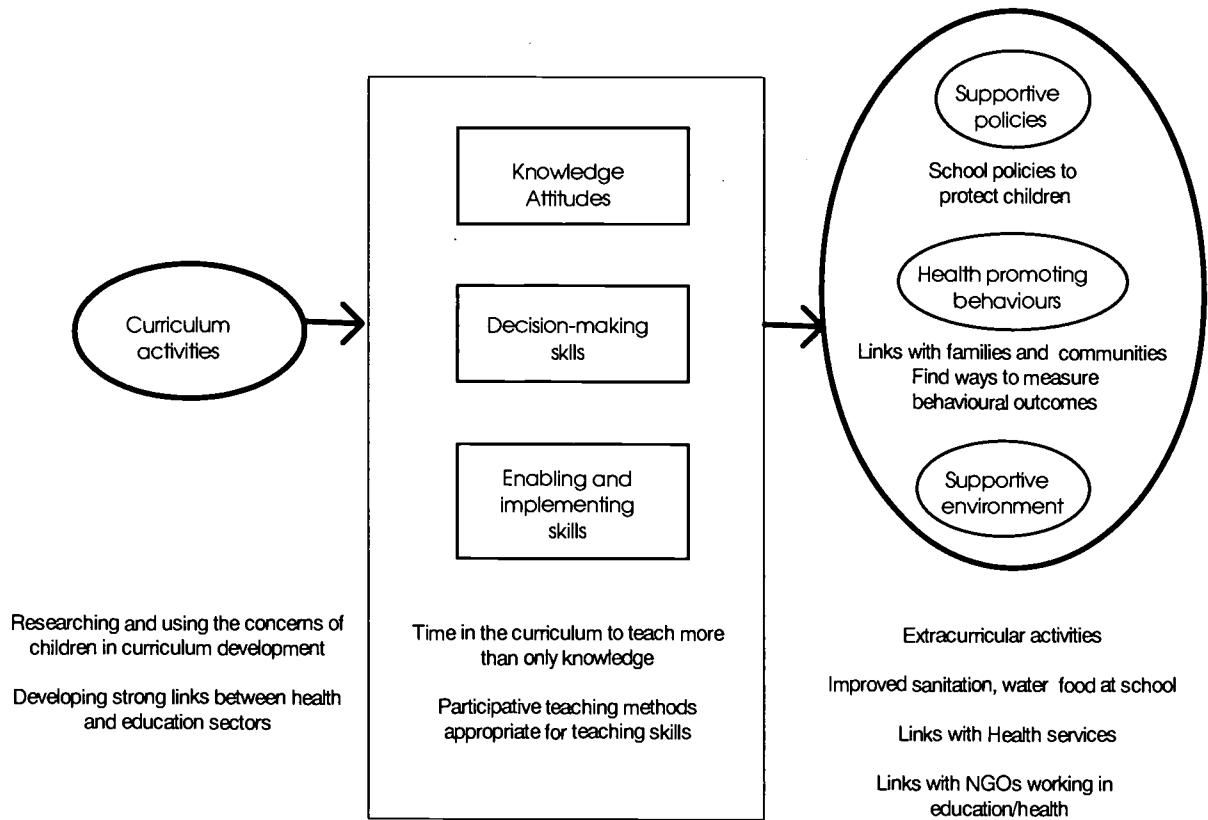 Curriculum
activities
Researching and using the concerns of
children in curriculum development
Developing strong links between health
and education sectors
Knowledge
Attitudes
Decision-making
skills
Enabling and
implementing
skills
Time in the curriculum to teach more
than only knowledge
Participative teaching methods
appropriate for teaching skills
Supportive
policies
School policies to
protect children
Health promoting
behaviours
Links with families and communities
Find ways to measure
behavioural outcomes
Supportive
environment
Extracurricular activities
Improved sanitation, water food at school
Links with Health services
Links with NGOs working in
education/health